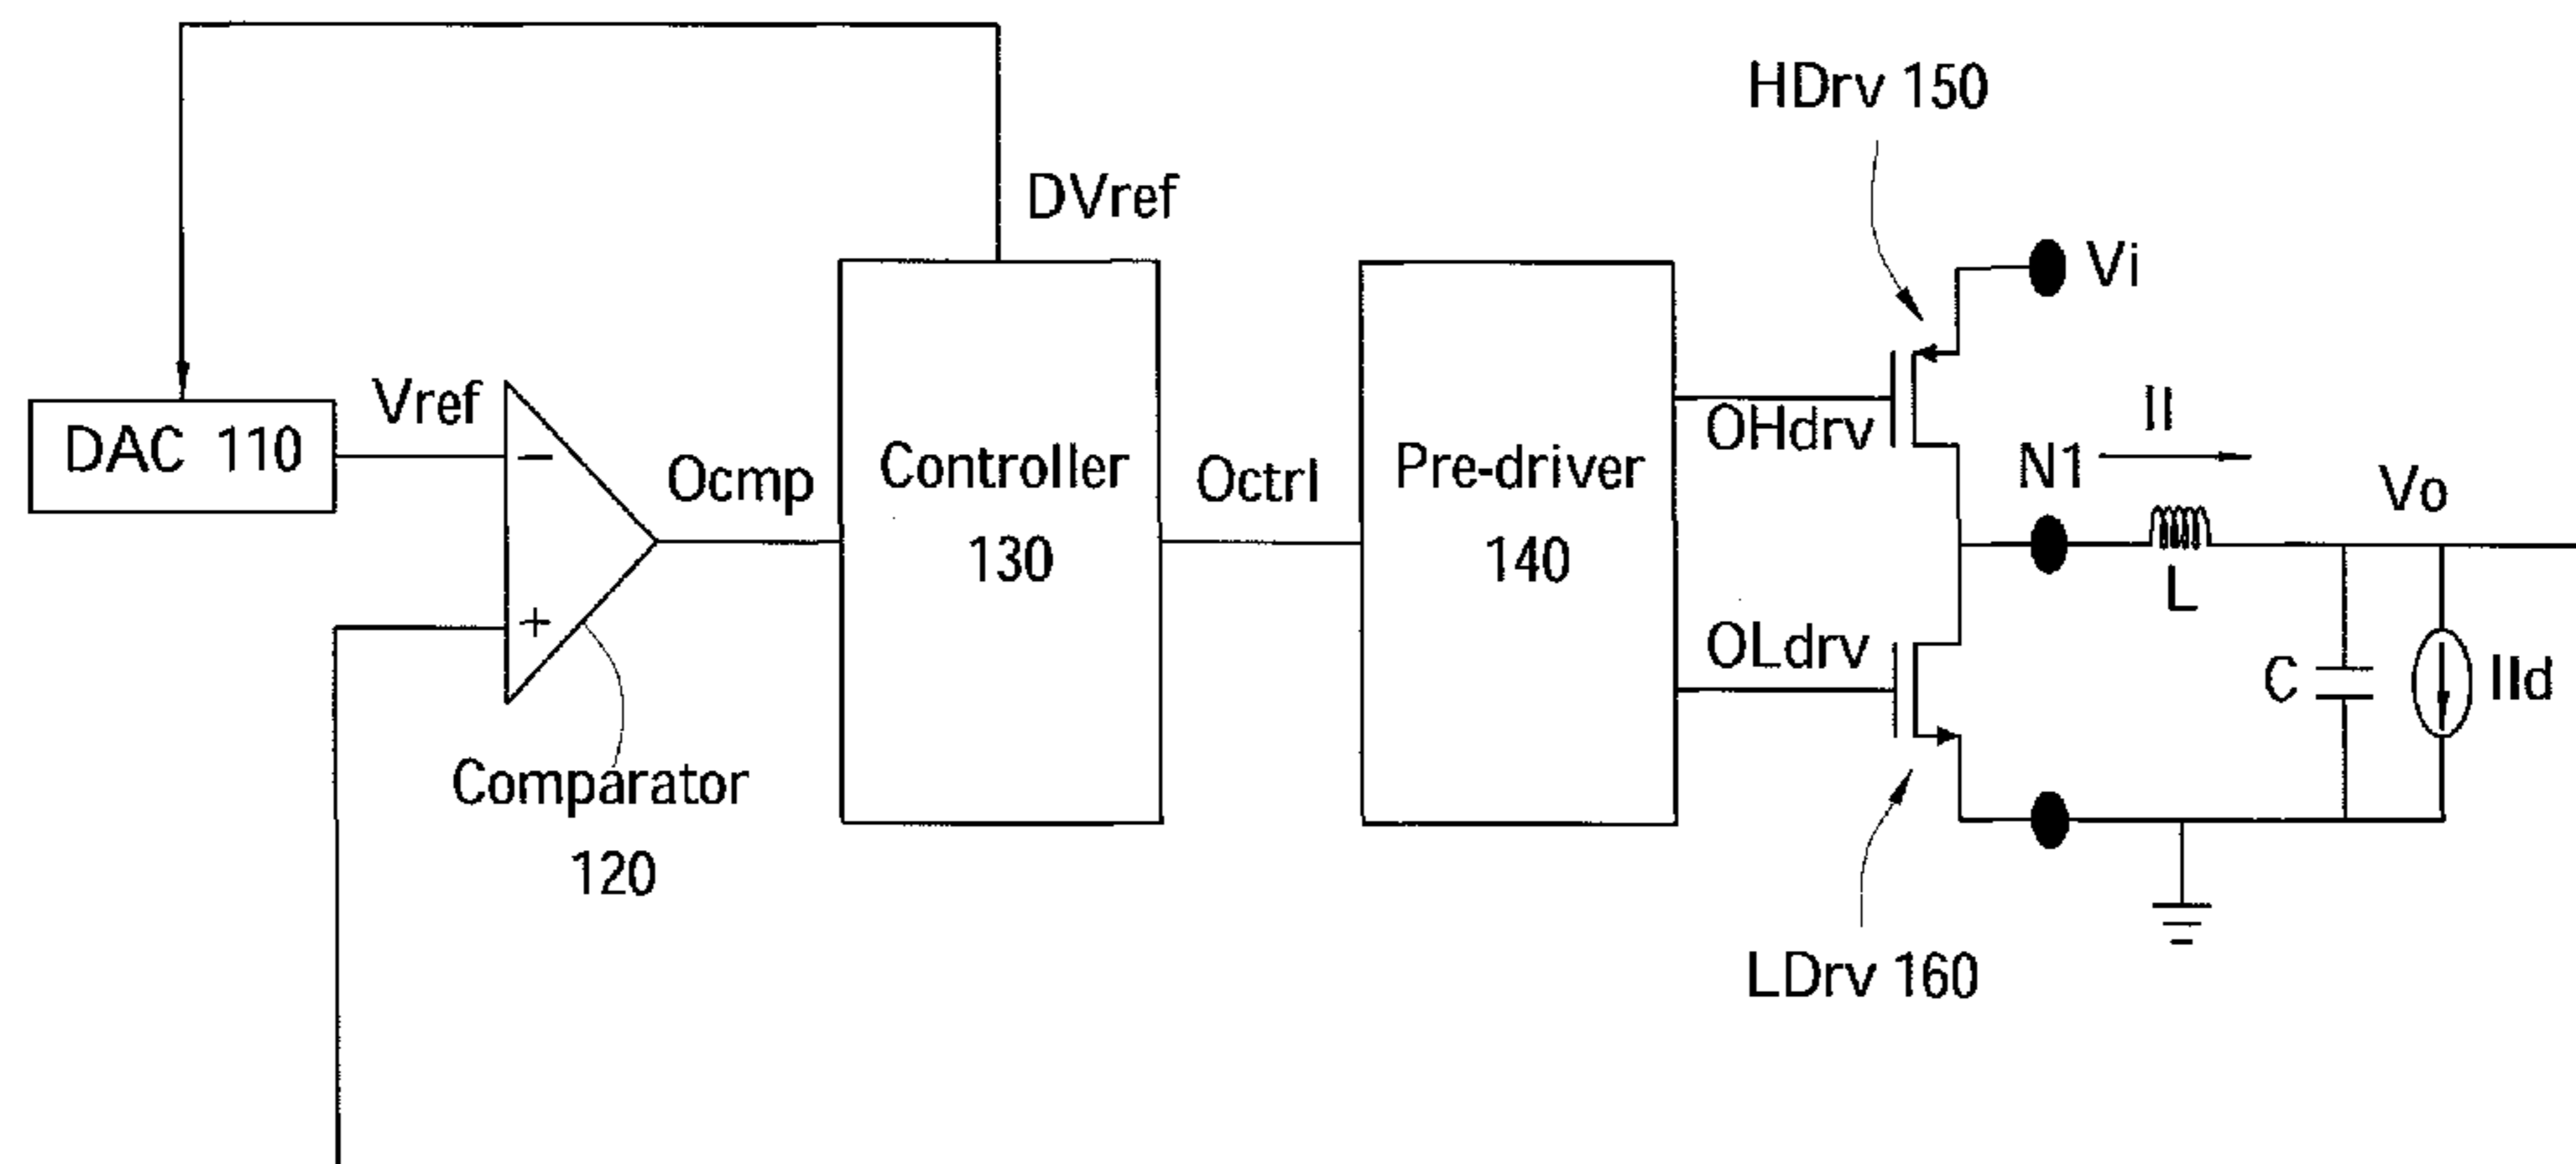 DVref
HDrv 150
Vi
DAC 110
Vref
−
+
Ocmp
Controller
130
Octrl
Pre-driver
140
OHdrv
OLdrv
N1
Il
Vo
L
C
Ild
Comparator
120
LDrv 160